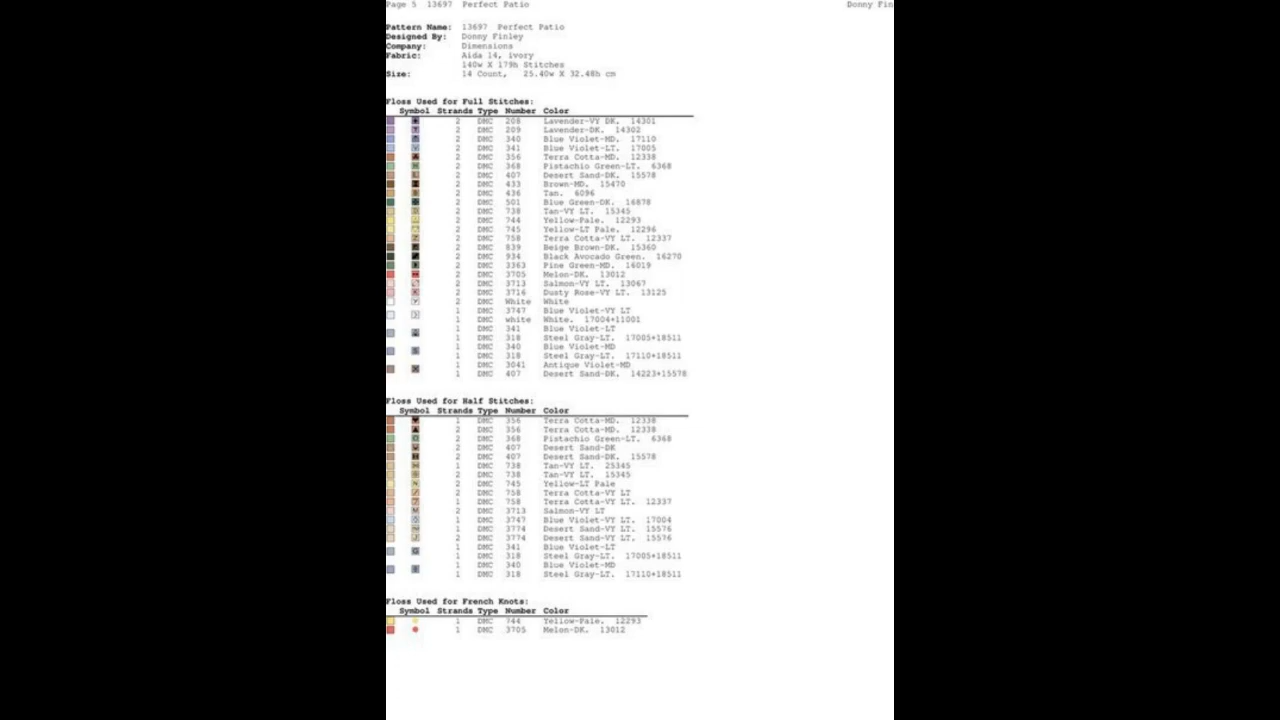 Page 5  13697  Perfect Patio
Donny Fin
Pattern Name:  13697  Perfect Patio
Designed By:  Donny Finley
Company:  Dimensions
Fabric:  Aida 14, ivory
140w X 179h Stitches
Size:  14 Count,  25.40w X 32.48h cm
Floss Used for Full Stitches:
Symbol  Strands  Type  Number  Color
2  DMC  208  Lavender-VY DK.  14301
2  DMC  209  Lavender-DK.  14302
2  DMC  340  Blue Violet-MD.  17110
2  DMC  341  Blue Violet-LT.  17005
2  DMC  356  Terra Cotta-MD.  12338
2  DMC  368  Pistachio Green-LT.  6368
2  DMC  407  Desert Sand-DK.  15578
2  DMC  433  Brown-MD.  15470
2  DMC  436  Tan.  6096
2  DMC  501  Blue Green-DK.  16878
2  DMC  738  Tan-VY LT.  15345
2  DMC  744  Yellow-Pale.  12293
2  DMC  745  Yellow-LT Pale.  12296
2  DMC  758  Terra Cotta-VY LT.  12337
2  DMC  839  Beige Brown-DK.  15360
2  DMC  934  Black Avocado Green.  16270
2  DMC  3363  Pine Green-MD.  16019
2  DMC  3705  Melon-DK.  13012
2  DMC  3713  Salmon-VY LT.  13067
2  DMC  3716  Dusty Rose-VY LT.  13125
2  DMC  White  White
1  DMC  3747  Blue Violet-VY LT
1  DMC  white  White.  17004+11001
1  DMC  341  Blue Violet-LT
1  DMC  318  Steel Gray-LT.  17005+18511
1  DMC  340  Blue Violet-MD
1  DMC  318  Steel Gray-LT.  17110+18511
1  DMC  3041  Antique Violet-MD
1  DMC  407  Desert Sand-DK.  14223+15578
Floss Used for Half Stitches:
Symbol  Strands  Type  Number  Color
1  DMC  356  Terra Cotta-MD.  12338
2  DMC  356  Terra Cotta-MD.  12338
2  DMC  368  Pistachio Green-LT.  6368
2  DMC  407  Desert Sand-DK
2  DMC  407  Desert Sand-DK.  15578
1  DMC  738  Tan-VY LT.  25345
2  DMC  738  Tan-VY LT.  15345
2  DMC  745  Yellow-LT Pale
2  DMC  758  Terra Cotta-VY LT
1  DMC  758  Terra Cotta-VY LT.  12337
2  DMC  3713  Salmon-VY LT
1  DMC  3747  Blue Violet-VY LT.  17004
1  DMC  3774  Desert Sand-VY LT.  15576
2  DMC  3774  Desert Sand-VY LT.  15576
1  DMC  341  Blue Violet-LT
1  DMC  318  Steel Gray-LT.  17005+18511
1  DMC  340  Blue Violet-MD
1  DMC  318  Steel Gray-LT.  17110+18511
Floss Used for French Knots:
Symbol  Strands  Type  Number  Color
1  DMC  744  Yellow-Pale.  12293
1  DMC  3705  Melon-DK.  13012